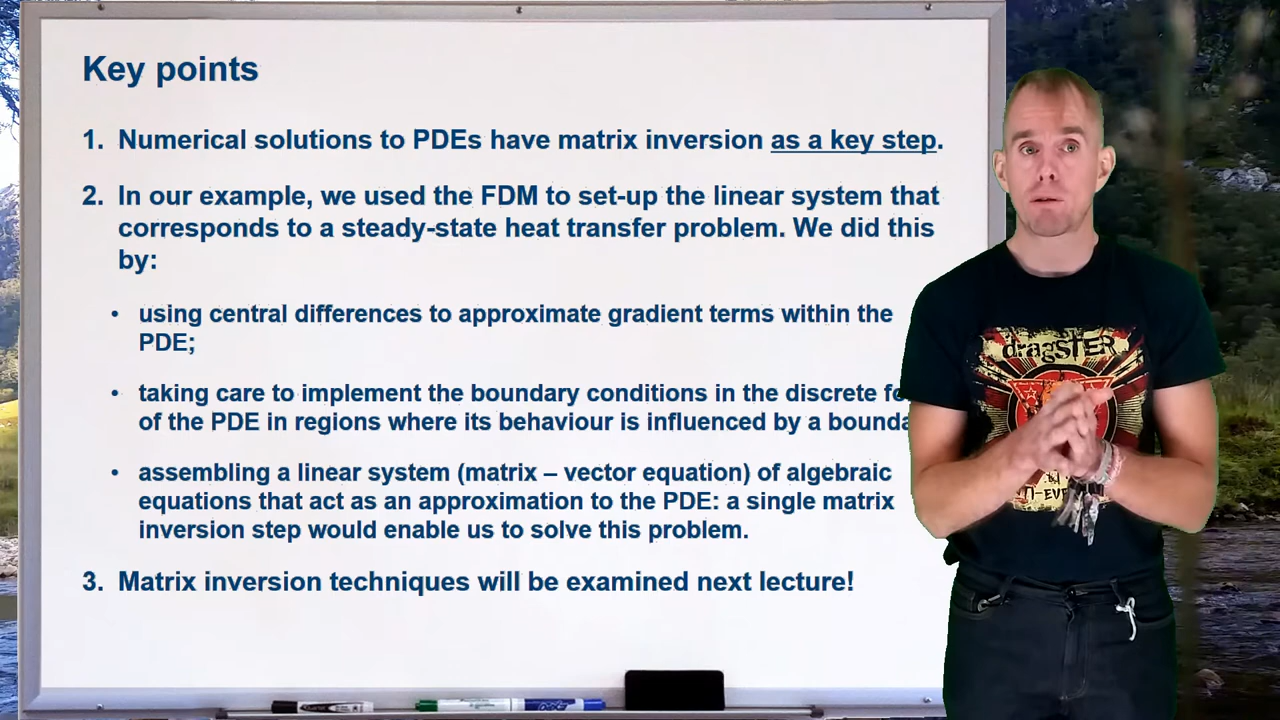 Key points
1. Numerical solutions to PDEs have matrix inversion as a key step.
2. In our example, we used the FDM to set-up the linear system that
corresponds to a steady-state heat transfer problem. We did this
by:
• using central differences to approximate gradient terms within the
PDE;
• taking care to implement the boundary conditions in the discrete
of the PDE in regions where its behaviour is influenced by a
• assembling a linear system (matrix – vector equation) of algebraic
equations that act as an approximation to the PDE: a single matrix
inversion step would enable us to solve this problem.
3. Matrix inversion techniques will be examined next lecture!
dragSTER